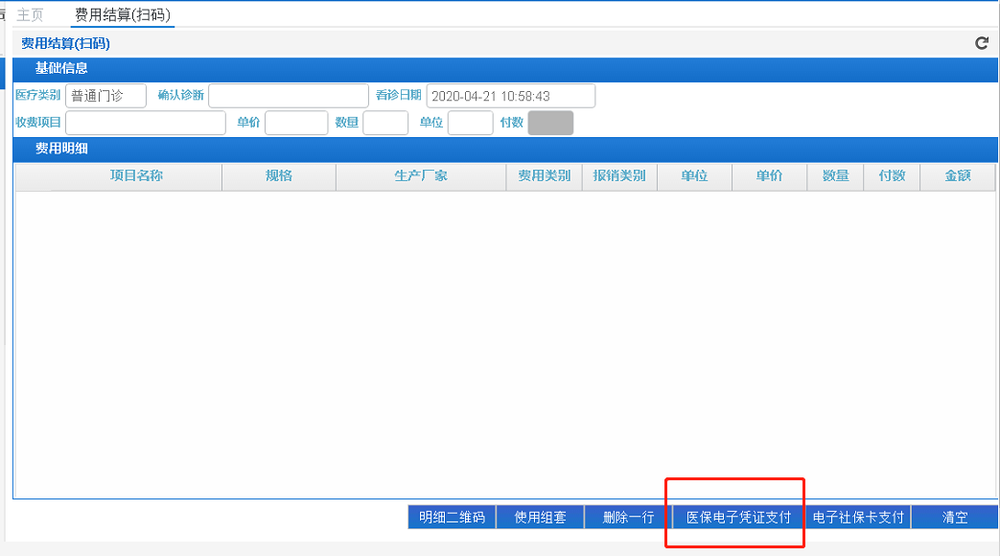 主页 费用结算(扫码)
费用结算(扫码)
基础信息
医疗类别 普通门诊 确认诊断 看诊日期 2020-04-21 10:58:43
收费项目 单价 数量 单位 付数
费用明细
项目名称 规格 生产厂家 费用类别 报销类别 单位 单价 数量 付数 金额
明细二维码 使用组套 删除一行 医保电子凭证支付 电子社保卡支付 清空